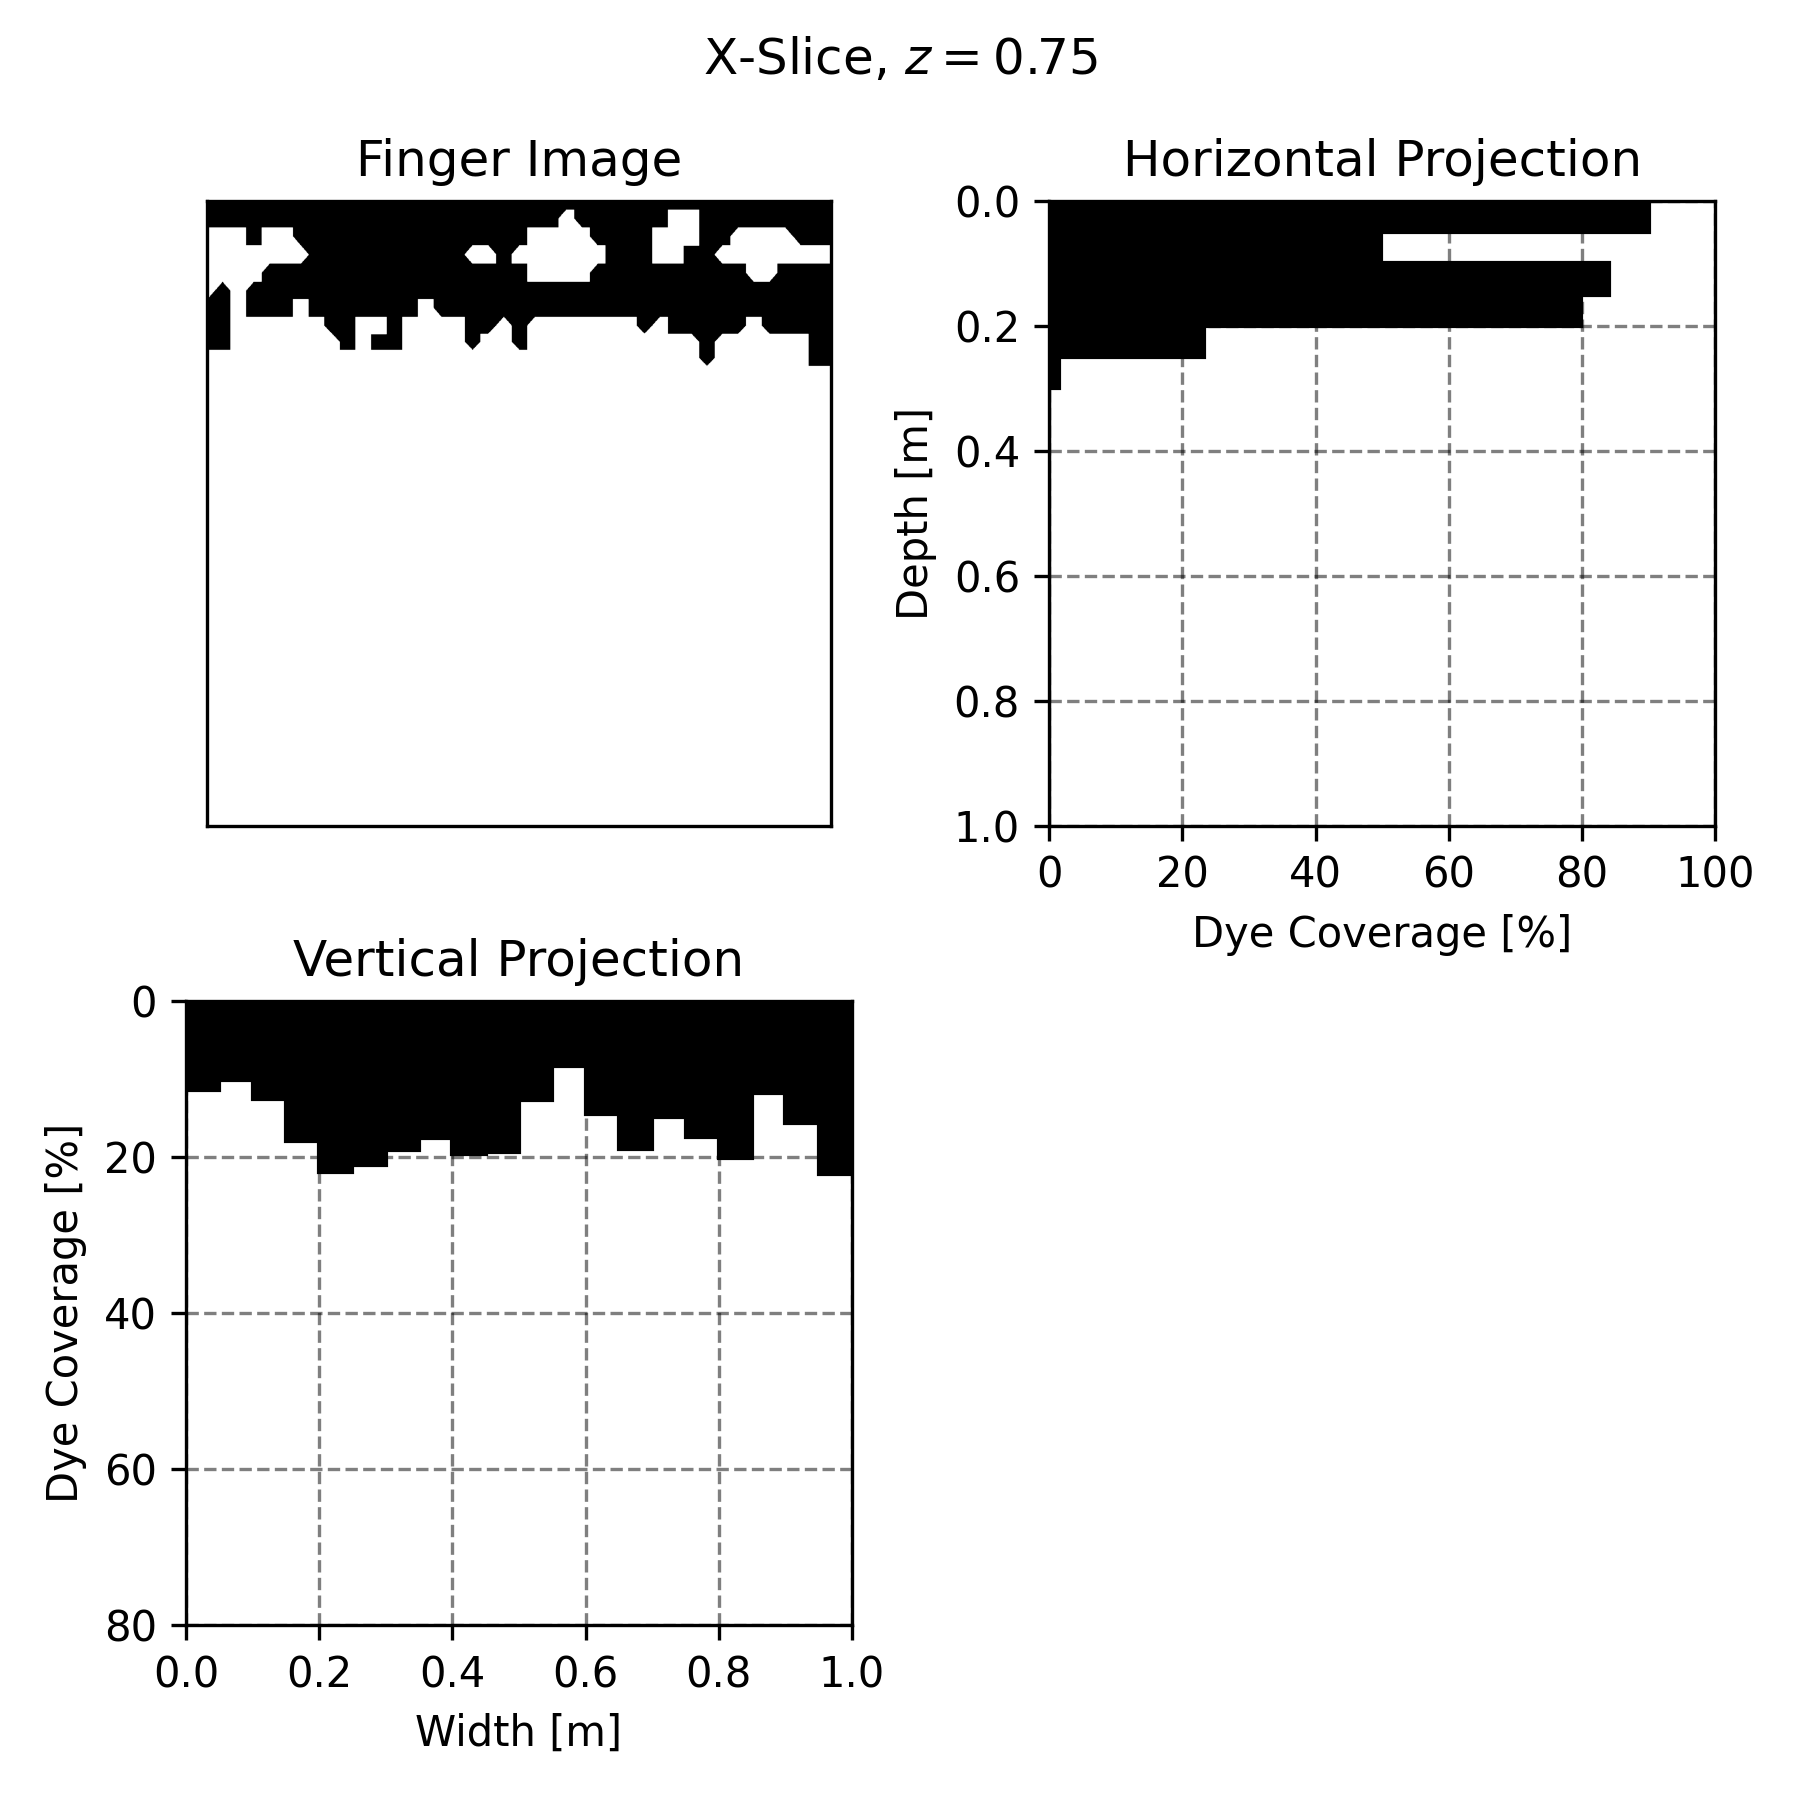 X-Slice, z = 0.75
Finger Image
Horizontal Projection
0.0
0.2
0.4
0.6
0.8
1.0
Depth [m]
0 20 40 60 80 100
Dye Coverage [%]
Vertical Projection
0
20
40
60
80
Dye Coverage [%]
0.0 0.2 0.4 0.6 0.8 1.0
Width [m]